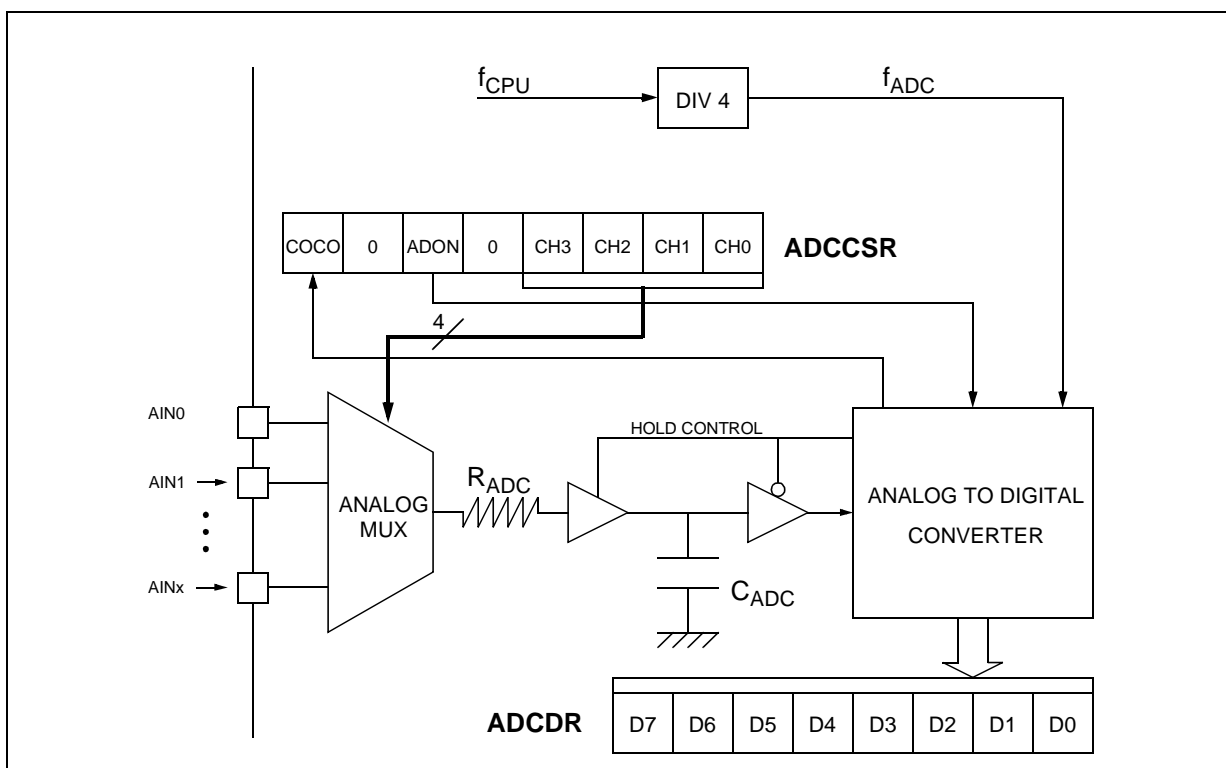 fCPU
DIV 4
fADC
COCO 0 ADON 0 CH3 CH2 CH1 CH0 ADCCSR
4
AIN0
HOLD CONTROL
AIN1
RADC
ANALOG
MUX
ANALOG TO DIGITAL
CONVERTER
AINx
CADC
ADCDR D7 D6 D5 D4 D3 D2 D1 D0